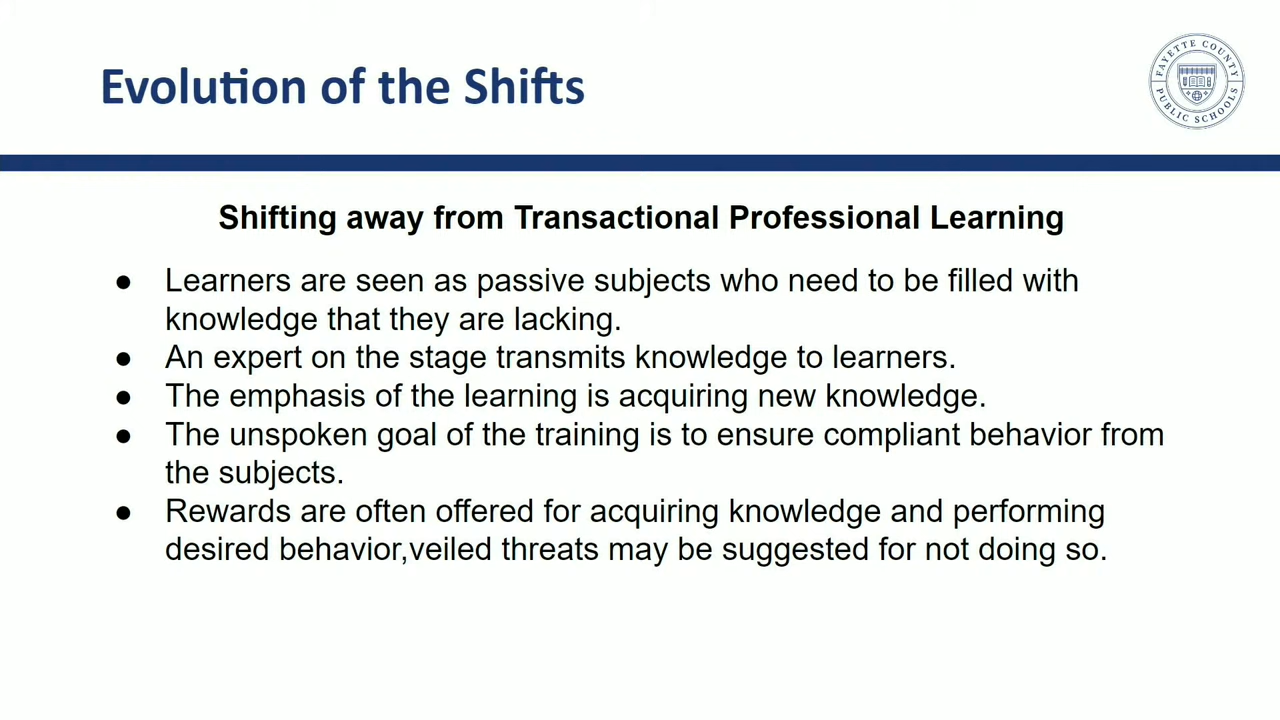 Evolution of the Shifts
FAYETTE COUNTY
PUBLIC SCHOOLS
Shifting away from Transactional Professional Learning
● Learners are seen as passive subjects who need to be filled with
knowledge that they are lacking.
● An expert on the stage transmits knowledge to learners.
● The emphasis of the learning is acquiring new knowledge.
● The unspoken goal of the training is to ensure compliant behavior from
the subjects.
● Rewards are often offered for acquiring knowledge and performing
desired behavior,veiled threats may be suggested for not doing so.